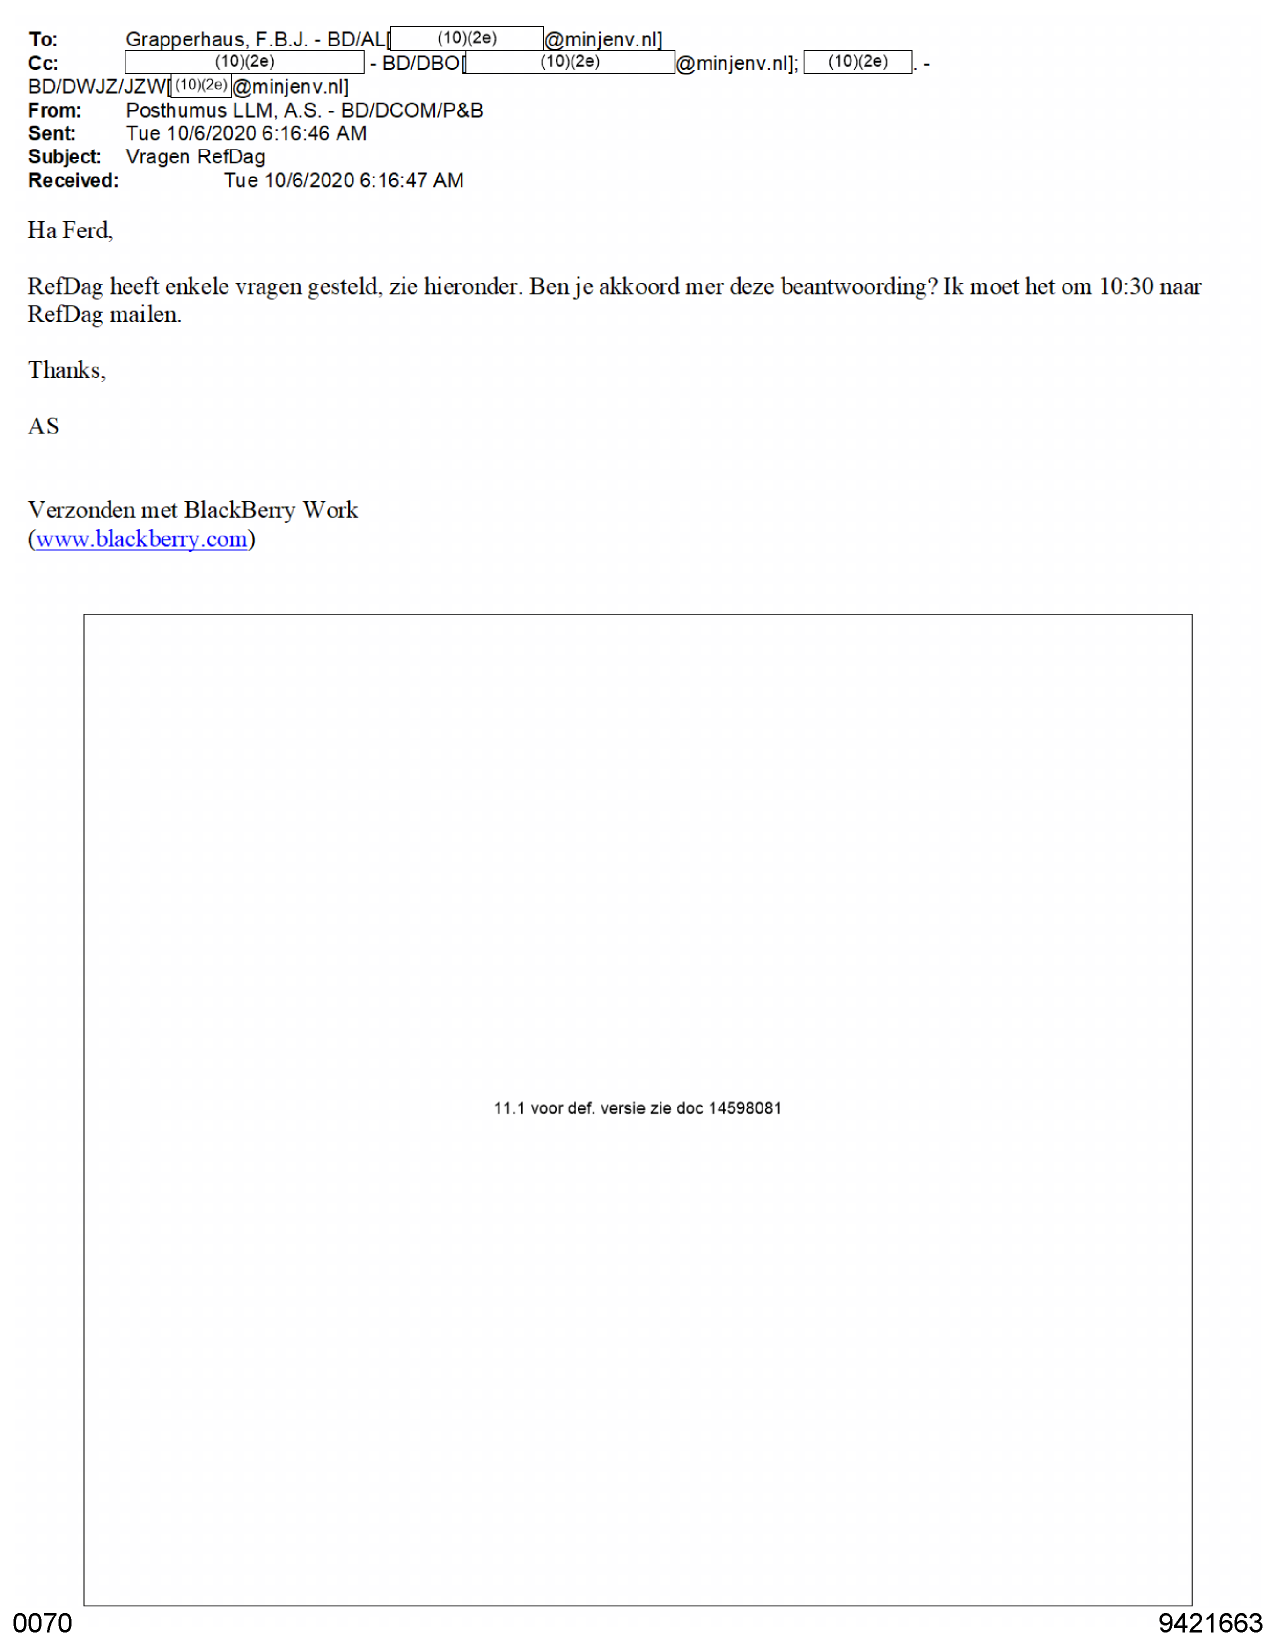 To: Grapperhaus, F.B.J. - BD/AL[ (10)(2e) @minjenv.nl]
Cc: (10)(2e) - BD/DBO[ (10)(2e) @minjenv.nl]; (10)(2e) . -
BD/DWJZ/JZW[ (10)(2e) @minjenv.nl]
From: Posthumus LLM, A.S. - BD/DCOM/P&B
Sent: Tue 10/6/2020 6:16:46 AM
Subject: Vragen RefDag
Received: Tue 10/6/2020 6:16:47 AM
Ha Ferd,
RefDag heeft enkele vragen gesteld, zie hieronder. Ben je akkoord mer deze beantwoording? Ik moet het om 10:30 naar
RefDag mailen.
Thanks,
AS
Verzonden met BlackBerry Work
(www.blackberry.com)
11.1 voor def. versie zie doc 14598081
0070 9421663